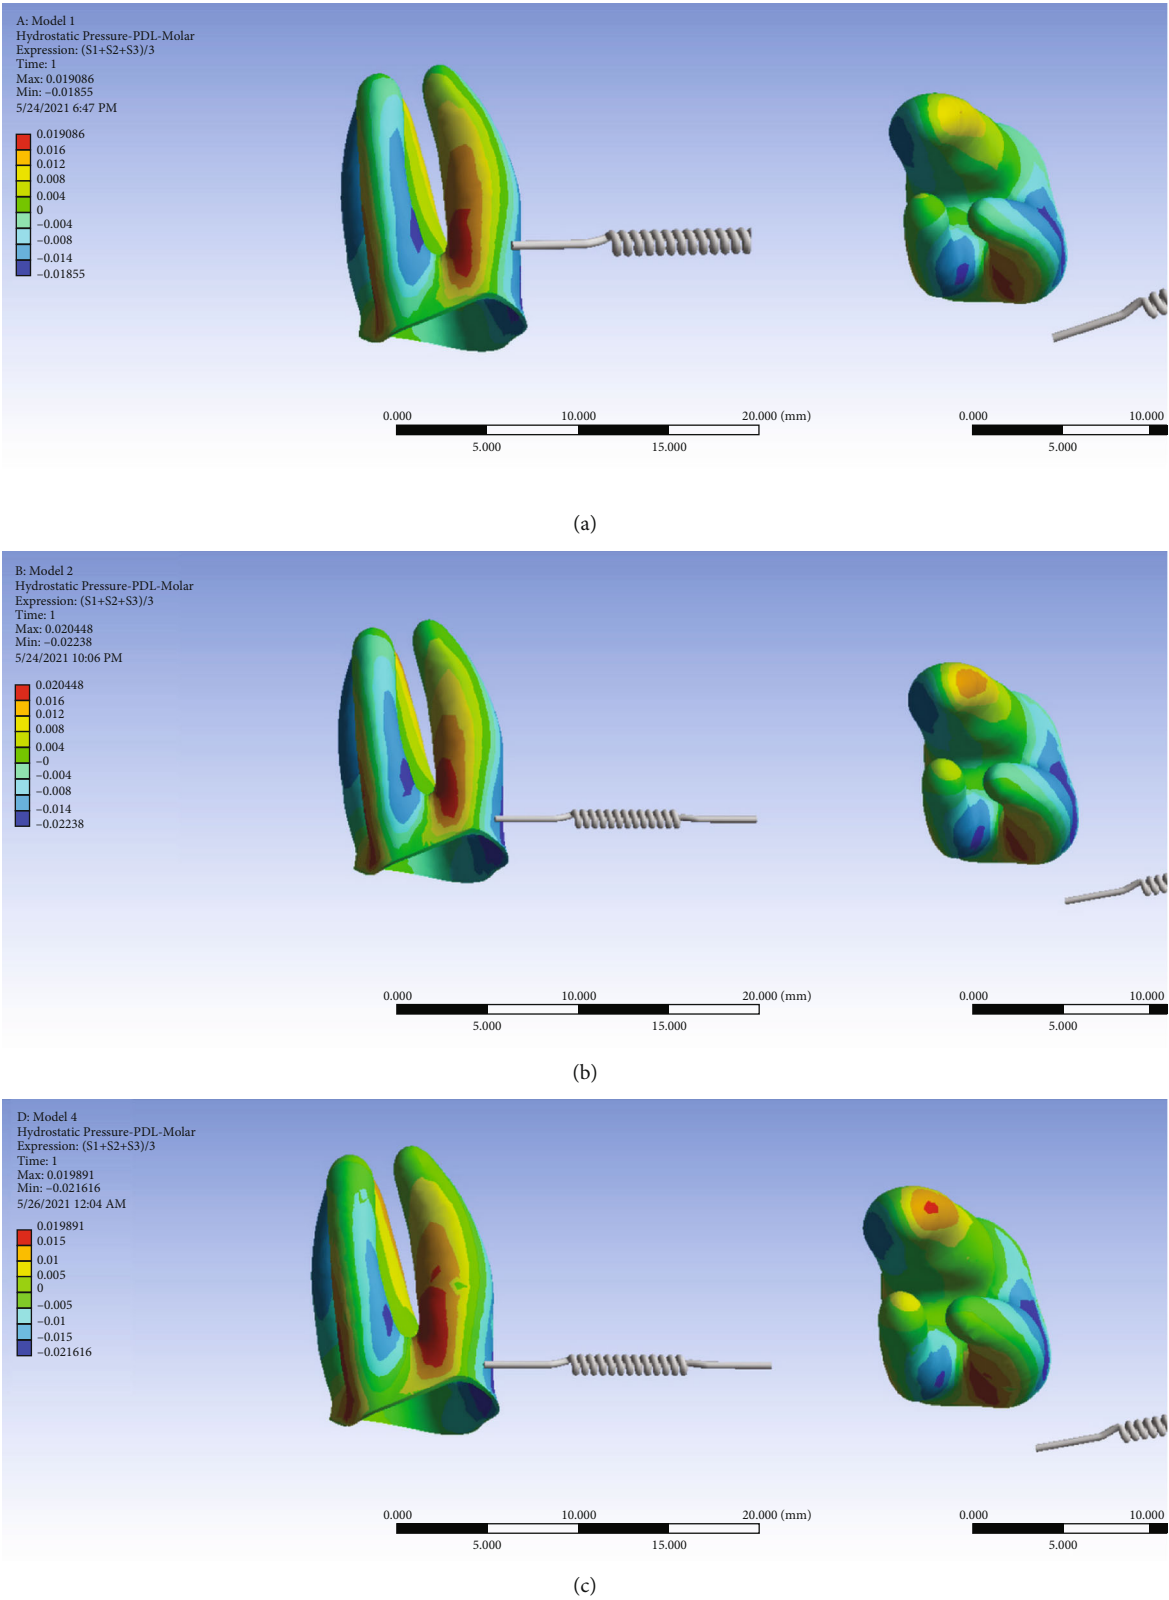 A: Model 1
Hydrostatic Pressure-PDL-Molar
Expression: (S1+S2+S3)/3
Time: 1
Max: 0.019086
Min: –0.01855
5/24/2021 6:47 PM
0.019086
0.016
0.012
0.008
0.004
0
–0.004
–0.008
–0.014
–0.01855
0.000 10.000 20.000 (mm)
5.000 15.000
0.000 10.000
5.000
(a)
B: Model 2
Hydrostatic Pressure-PDL-Molar
Expression: (S1+S2+S3)/3
Time: 1
Max: 0.020448
Min: –0.02238
5/24/2021 10:06 PM
0.020448
0.016
0.012
0.008
0.004
–0
–0.004
–0.008
–0.014
–0.02238
0.000 10.000 20.000 (mm)
5.000 15.000
0.000 10.000
5.000
(b)
D: Model 4
Hydrostatic Pressure-PDL-Molar
Expression: (S1+S2+S3)/3
Time: 1
Max: 0.019891
Min: –0.021616
5/26/2021 12:04 AM
0.019891
0.015
0.01
0.005
0
–0.005
–0.01
–0.015
–0.021616
0.000 10.000 20.000 (mm)
5.000 15.000
0.000 10.000
5.000
(c)